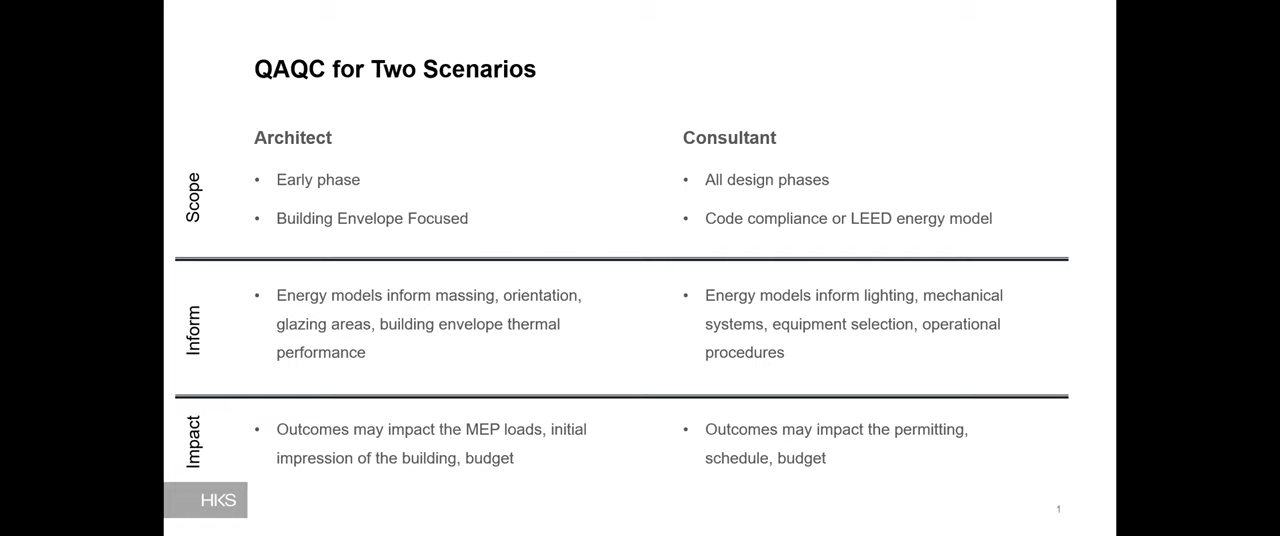 QAQC for Two Scenarios
Architect
Consultant
Scope
• Early phase
• Building Envelope Focused
• All design phases
• Code compliance or LEED energy model
Inform
• Energy models inform massing, orientation,
glazing areas, building envelope thermal
performance
• Energy models inform lighting, mechanical
systems, equipment selection, operational
procedures
Impact
• Outcomes may impact the MEP loads, initial
impression of the building, budget
• Outcomes may impact the permitting,
schedule, budget
HKS
1